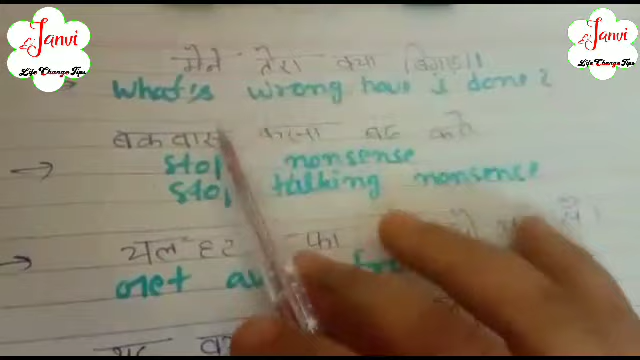 Janvi
Life Change Tips
Janvi
Life Change Tips
मैने तेरा क्या बिगाड़ा
What's wrong have i done?
बकवास करना बंद करो
Stop nonsense
Stop talking nonsense
चल हट
Get